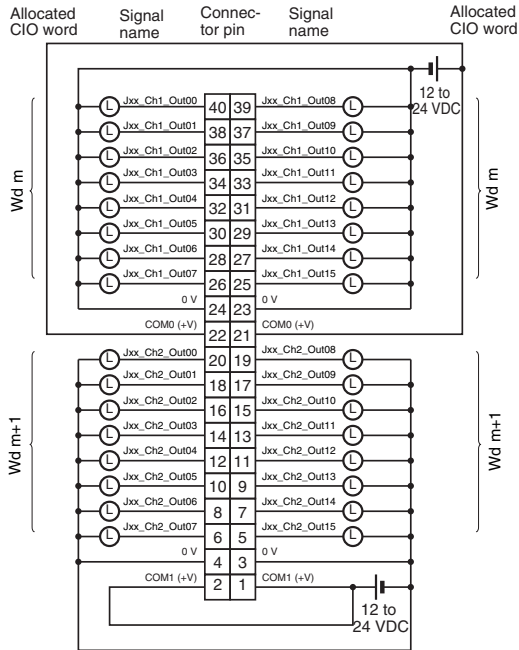 Allocated CIO word Signal name Connec-tor pin Signal name Allocated CIO word
12 to 24 VDC
Wd m
Wd m
Jxx_Ch1_Out00 40 39 Jxx_Ch1_Out08
L L
Jxx_Ch1_Out01 38 37 Jxx_Ch1_Out09
L L
Jxx_Ch1_Out02 36 35 Jxx_Ch1_Out10
L L
Jxx_Ch1_Out03 34 33 Jxx_Ch1_Out11
L L
Jxx_Ch1_Out04 32 31 Jxx_Ch1_Out12
L L
Jxx_Ch1_Out05 30 29 Jxx_Ch1_Out13
L L
Jxx_Ch1_Out06 28 27 Jxx_Ch1_Out14
L L
Jxx_Ch1_Out07 26 25 Jxx_Ch1_Out15
L L
0 V 24 23 0 V
COM0 (+V) 22 21 COM0 (+V)
Wd m+1
Wd m+1
Jxx_Ch2_Out00 20 19 Jxx_Ch2_Out08
L L
Jxx_Ch2_Out01 18 17 Jxx_Ch2_Out09
L L
Jxx_Ch2_Out02 16 15 Jxx_Ch2_Out10
L L
Jxx_Ch2_Out03 14 13 Jxx_Ch2_Out11
L L
Jxx_Ch2_Out04 12 11 Jxx_Ch2_Out12
L L
Jxx_Ch2_Out05 10 9 Jxx_Ch2_Out13
L L
Jxx_Ch2_Out06 8 7 Jxx_Ch2_Out14
L L
Jxx_Ch2_Out07 6 5 Jxx_Ch2_Out15
L L
0 V 4 3 0 V
COM1 (+V) 2 1 COM1 (+V)
12 to 24 VDC